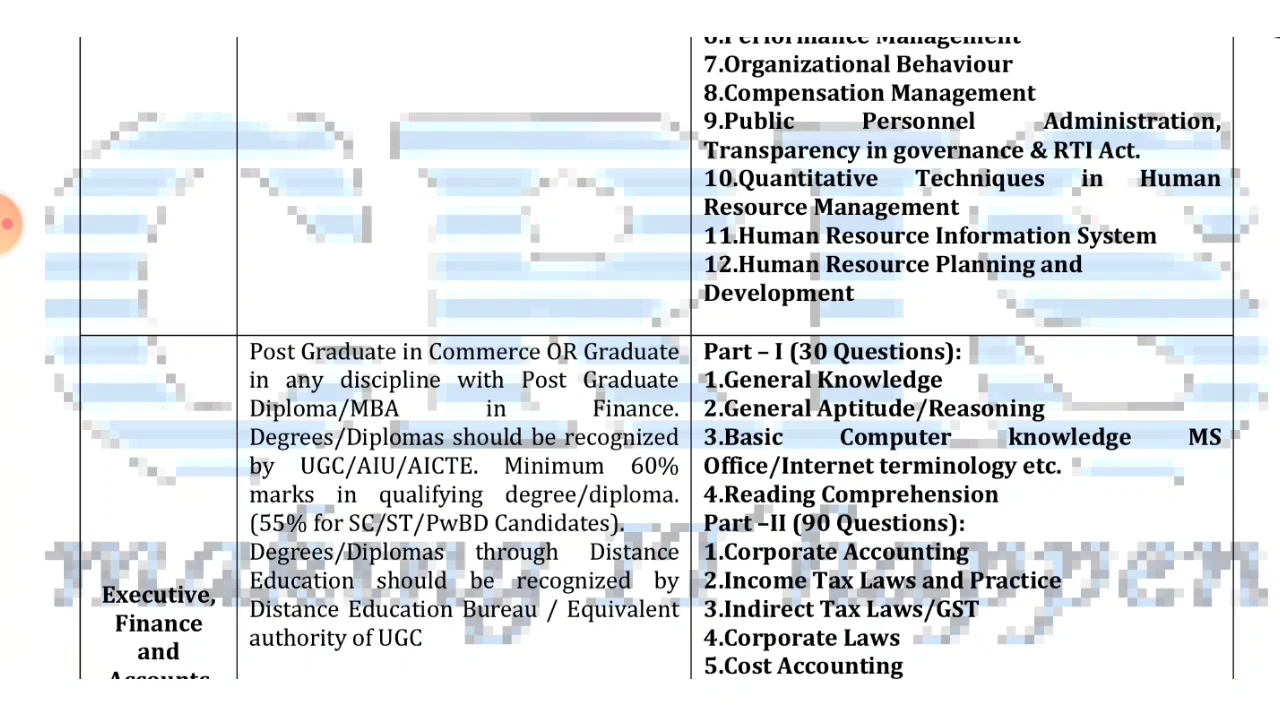 6.Performance Management
7.Organizational Behaviour
8.Compensation Management
9.Public Personnel Administration,
Transparency in governance & RTI Act.
10.Quantitative Techniques in Human
Resource Management
11.Human Resource Information System
12.Human Resource Planning and
Development
Executive,
Finance
and
Accounts
Post Graduate in Commerce OR Graduate
in any discipline with Post Graduate
Diploma/MBA in Finance.
Degrees/Diplomas should be recognized
by UGC/AIU/AICTE. Minimum 60%
marks in qualifying degree/diploma.
(55% for SC/ST/PwBD Candidates).
Degrees/Diplomas through Distance
Education should be recognized by
Distance Education Bureau / Equivalent
authority of UGC
Part – I (30 Questions):
1.General Knowledge
2.General Aptitude/Reasoning
3.Basic Computer knowledge MS
Office/Internet terminology etc.
4.Reading Comprehension
Part –II (90 Questions):
1.Corporate Accounting
2.Income Tax Laws and Practice
3.Indirect Tax Laws/GST
4.Corporate Laws
5.Cost Accounting
making it happen